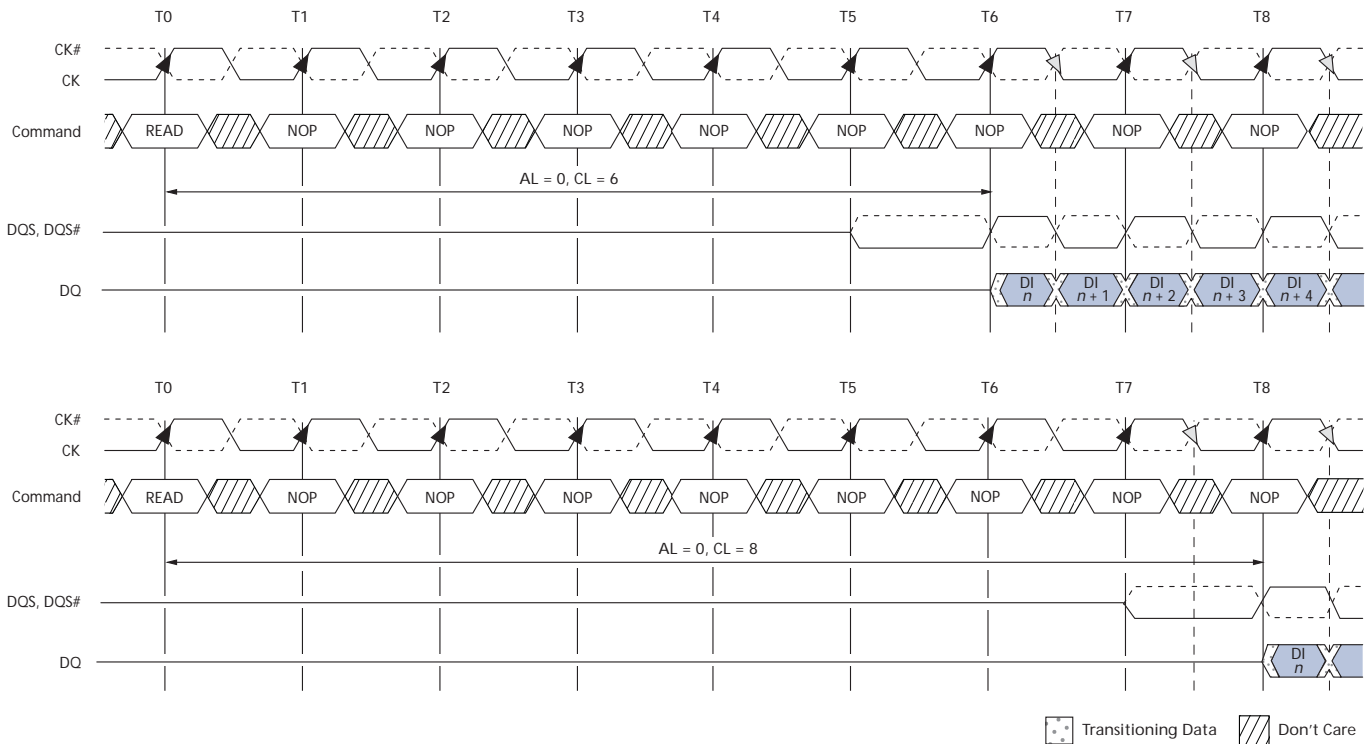 T0 T1 T2 T3 T4 T5 T6 T7 T8
CK#
CK
Command READ NOP NOP NOP NOP NOP NOP NOP NOP
AL = 0, CL = 6
DQS, DQS#
DQ DI n DI n + 1 DI n + 2 DI n + 3 DI n + 4
T0 T1 T2 T3 T4 T5 T6 T7 T8
CK#
CK
Command READ NOP NOP NOP NOP NOP NOP NOP NOP
AL = 0, CL = 8
DQS, DQS#
DQ DI n
Transitioning Data Don't Care